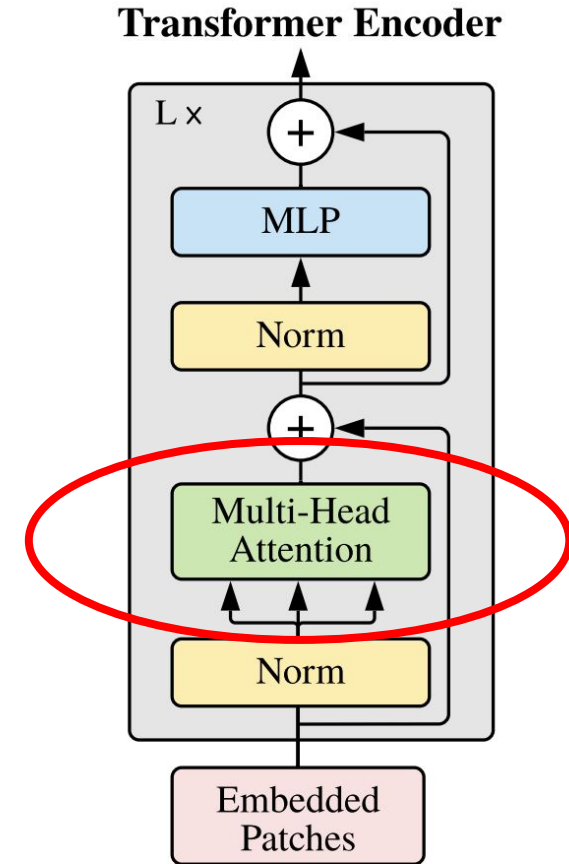 Transformer Encoder
L x
+
MLP
Norm
+
Multi-Head
Attention
Norm
Embedded
Patches